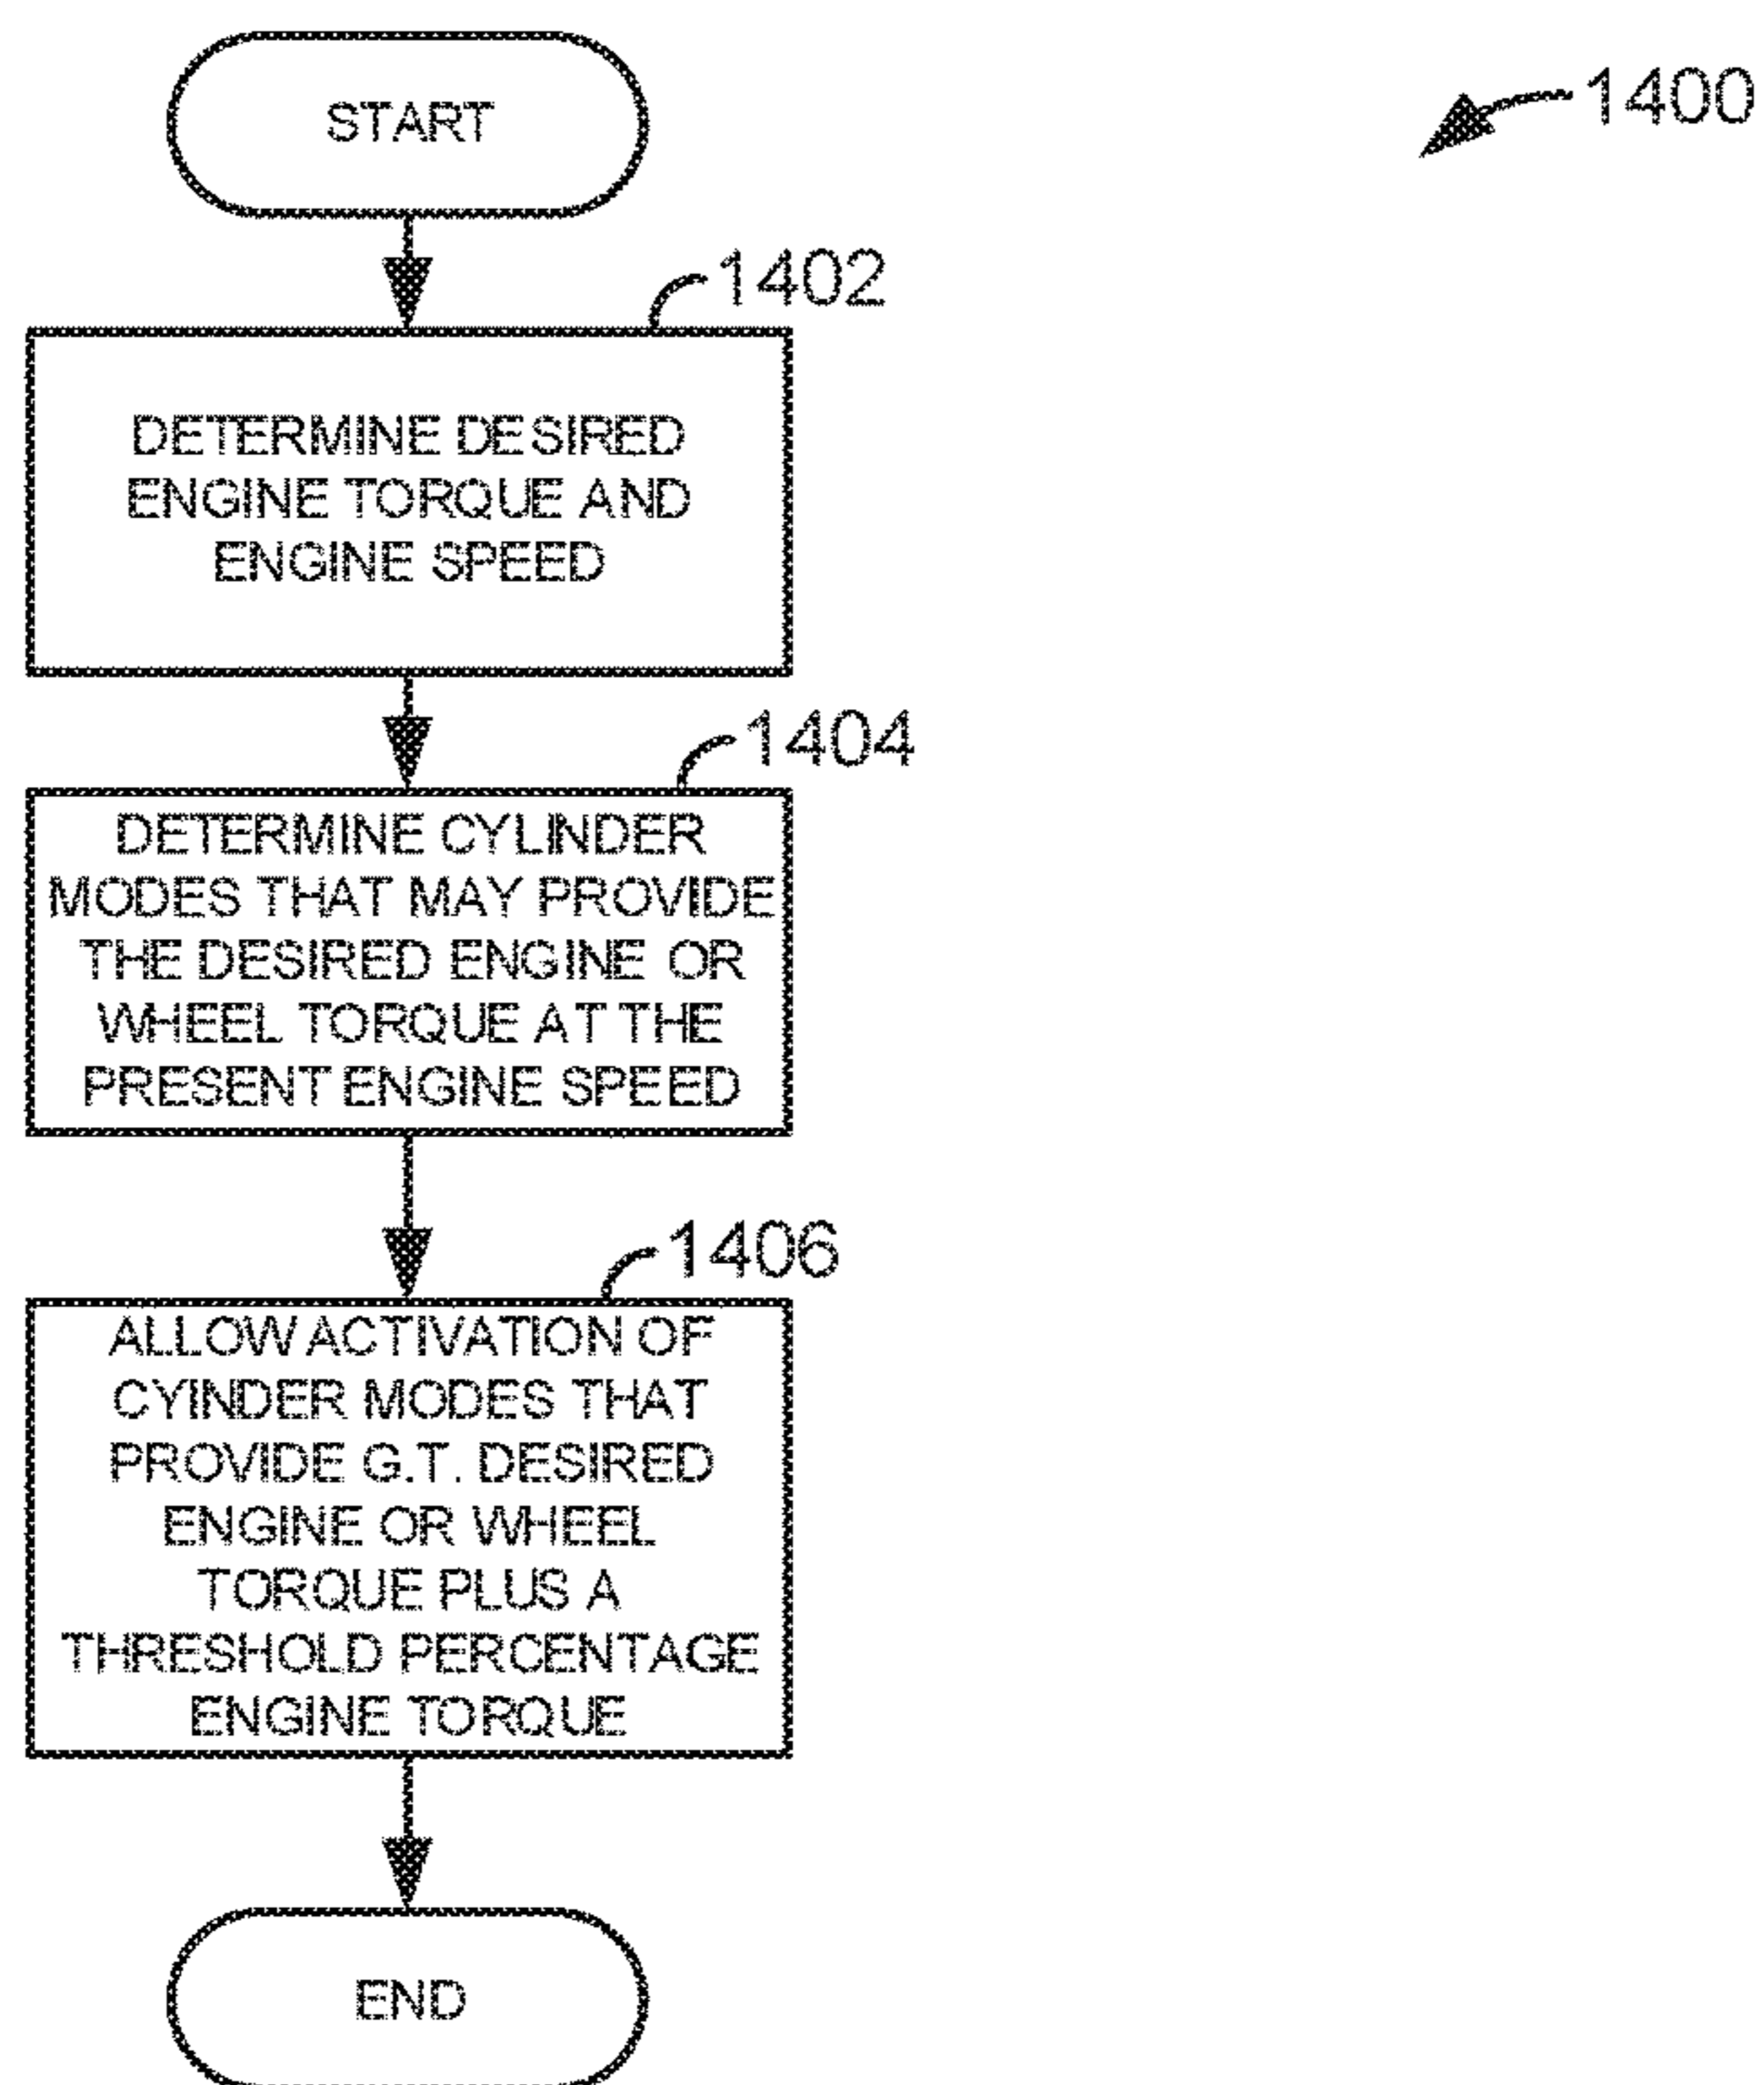 START
1400
1402
DETERMINE DESIRED
ENGINE TORQUE AND
ENGINE SPEED
1404
DETERMINE CYLINDER
MODES THAT MAY PROVIDE
THE DESIRED ENGINE OR
WHEEL TORQUE AT THE
PRESENT ENGINE SPEED
1406
ALLOW ACTIVATION OF
CYINDER MODES THAT
PROVIDE G.T. DESIRED
ENGINE OR WHEEL
TORQUE PLUS A
THRESHOLD PERCENTAGE
ENGINE TORQUE
END